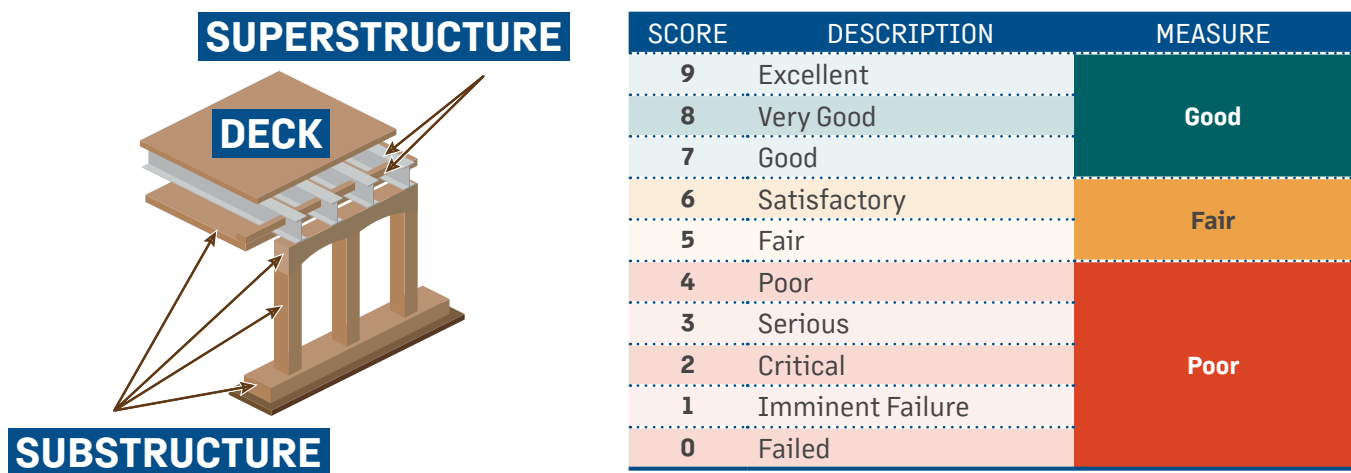 SUPERSTRUCTURE
DECK
SUBSTRUCTURE
SCORE DESCRIPTION MEASURE
9 Excellent
8 Very Good Good
7 Good
6 Satisfactory
Fair
5 Fair
4 Poor
3 Serious
2 Critical Poor
1 Imminent Failure
0 Failed